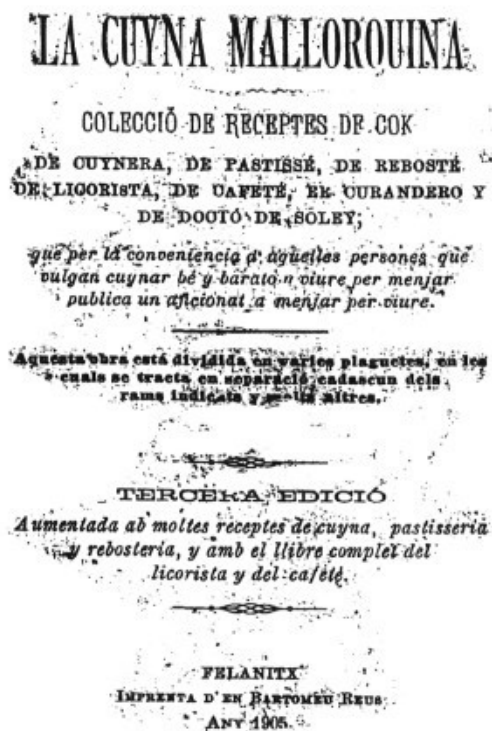 LA CUYNA MALLORQUINA
COLECCIÓ DE RECEPTES DE COK
DE CUYNERA, DE PASTISSÉ, DE REBOSTÉ
DE LICORISTA, DE CAFETÉ, DE CURANDERO Y
DE DOCTÓ DE SOLEY;
que per la conveniencia d' aquelles persones que
vulgan cuynar bé y barato y viure per menjar
publica un aficionat a menjar per viure.
Aquesta obra está dividida en varios plaguetes, en les
cuals se tracta en separació cadascun dels
rams indicats y molts altres.
TERCERA EDICIÓ
Aumentada ab moltes receptes de cuyna, pastisseria
y rebosteria, y amb el llibre complet del
licorista y del cafeté.
FELANITX
IMPRENTA D'EN BARTOMEU REUS
ANY 1905